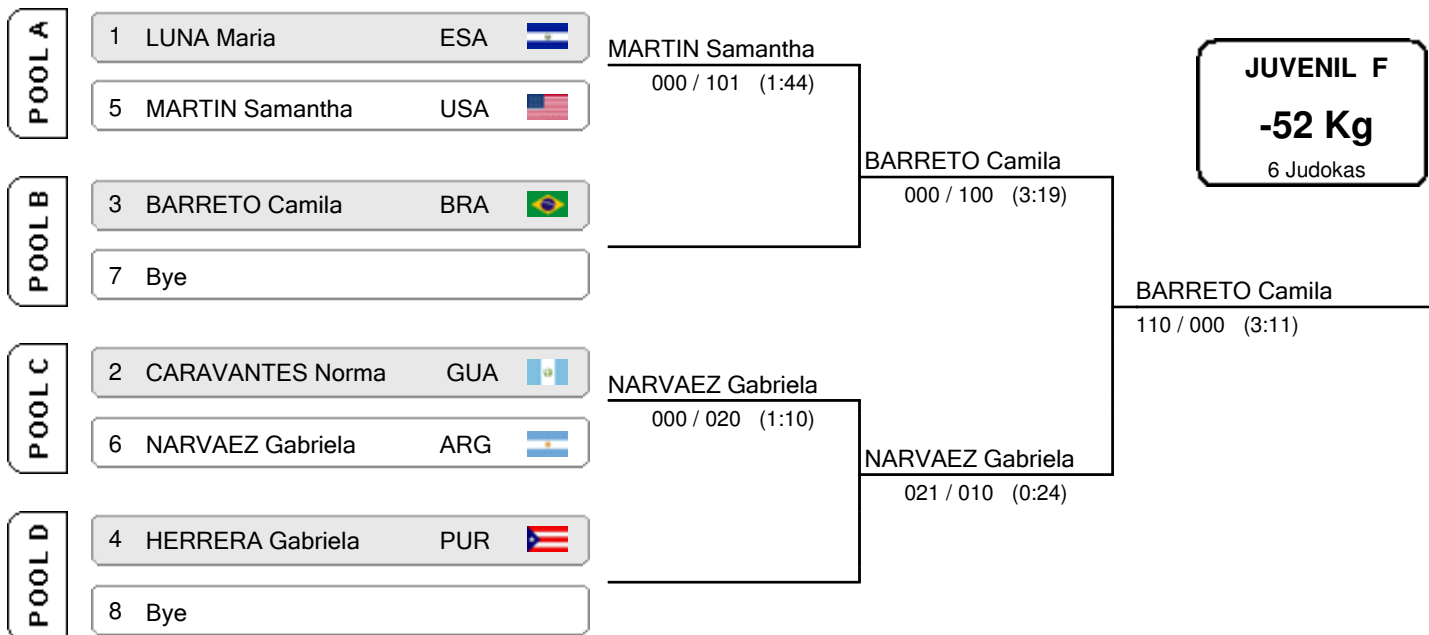 POOL A
1 LUNA Maria ESA
5 MARTIN Samantha USA
POOL B
3 BARRETO Camila BRA
7 Bye
POOL C
2 CARAVANTES Norma GUA
6 NARVAEZ Gabriela ARG
POOL D
4 HERRERA Gabriela PUR
8 Bye
MARTIN Samantha
000 / 101 (1:44)
NARVAEZ Gabriela
000 / 020 (1:10)
BARRETO Camila
000 / 100 (3:19)
NARVAEZ Gabriela
021 / 010 (0:24)
BARRETO Camila
110 / 000 (3:11)
JUVENIL F
-52 Kg
6 Judokas